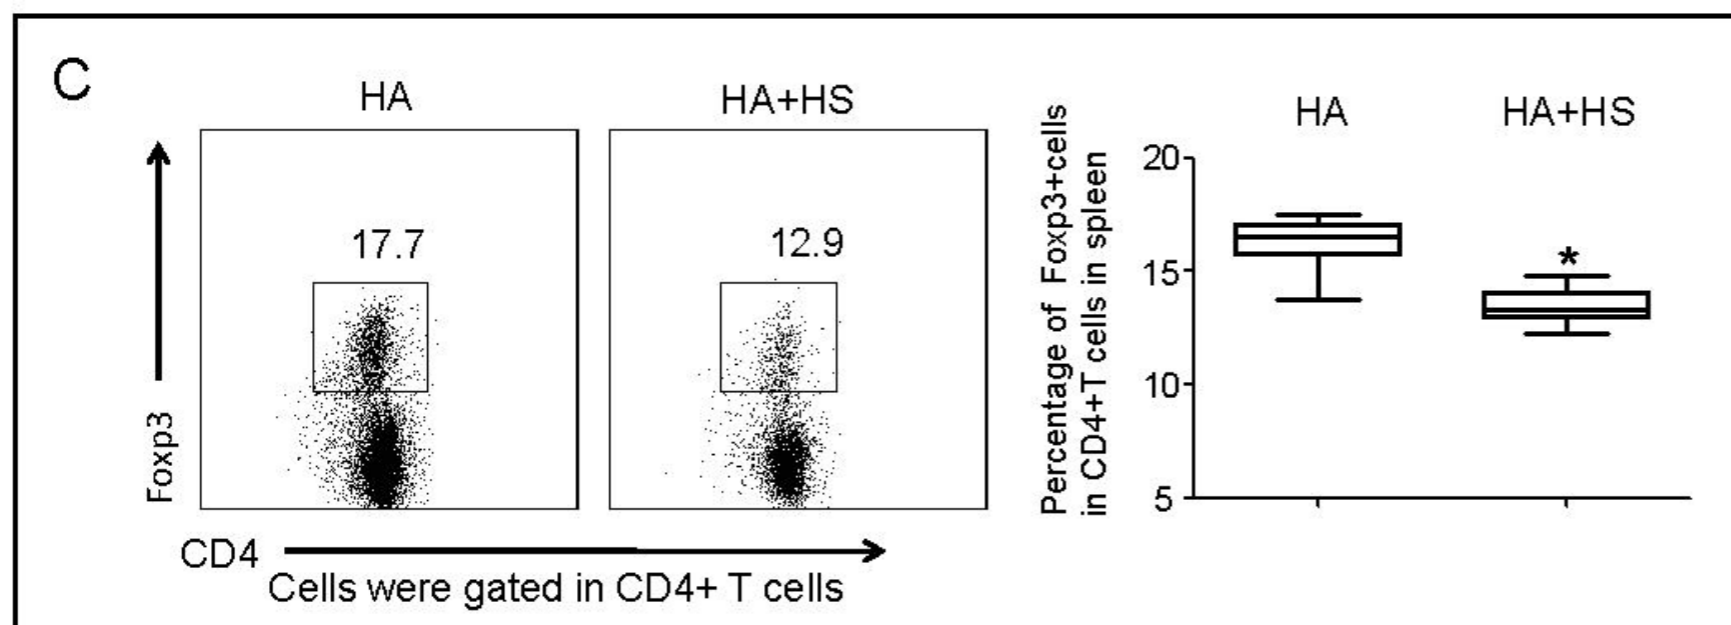 C
HA
HA+HS
17.7
12.9
Foxp3
CD4
Cells were gated in CD4+ T cells
Percentage of Foxp3+cells
in CD4+T cells in spleen
HA
HA+HS
20
15
10
5
*